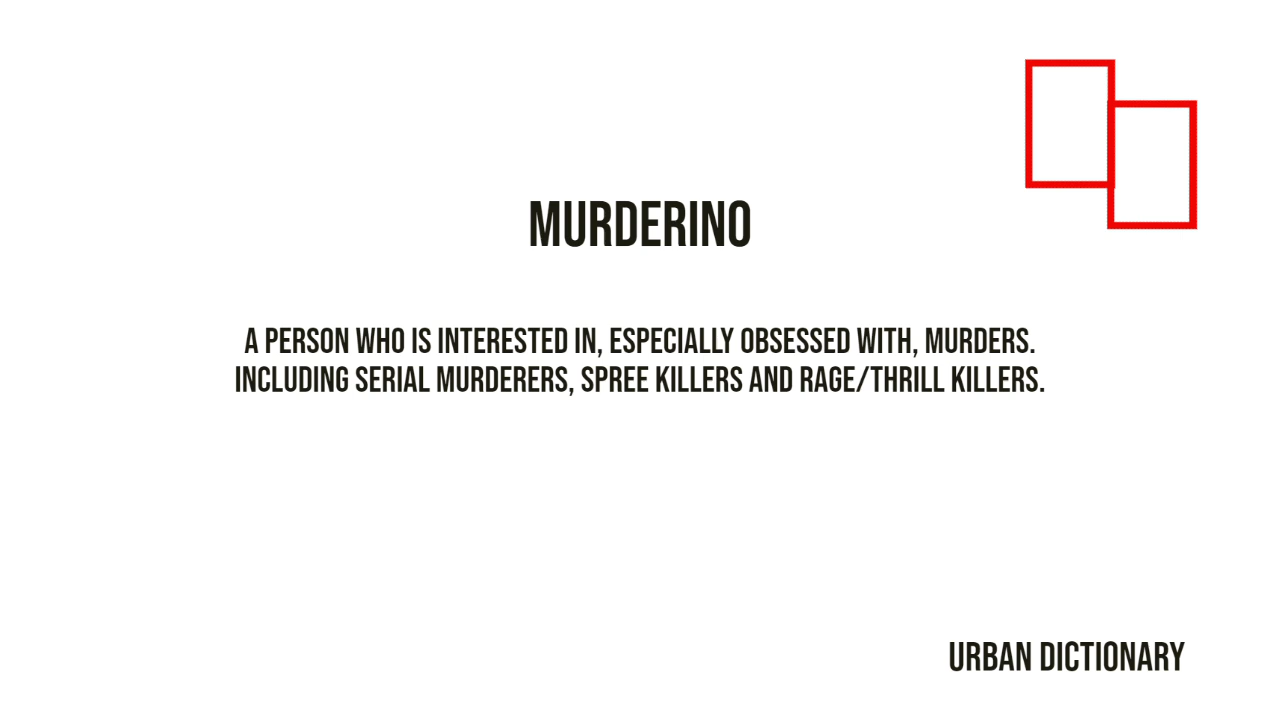 MURDERINO
A PERSON WHO IS INTERESTED IN, ESPECIALLY OBSESSED WITH, MURDERS.
INCLUDING SERIAL MURDERERS, SPREE KILLERS AND RAGE/THRILL KILLERS.
URBAN DICTIONARY